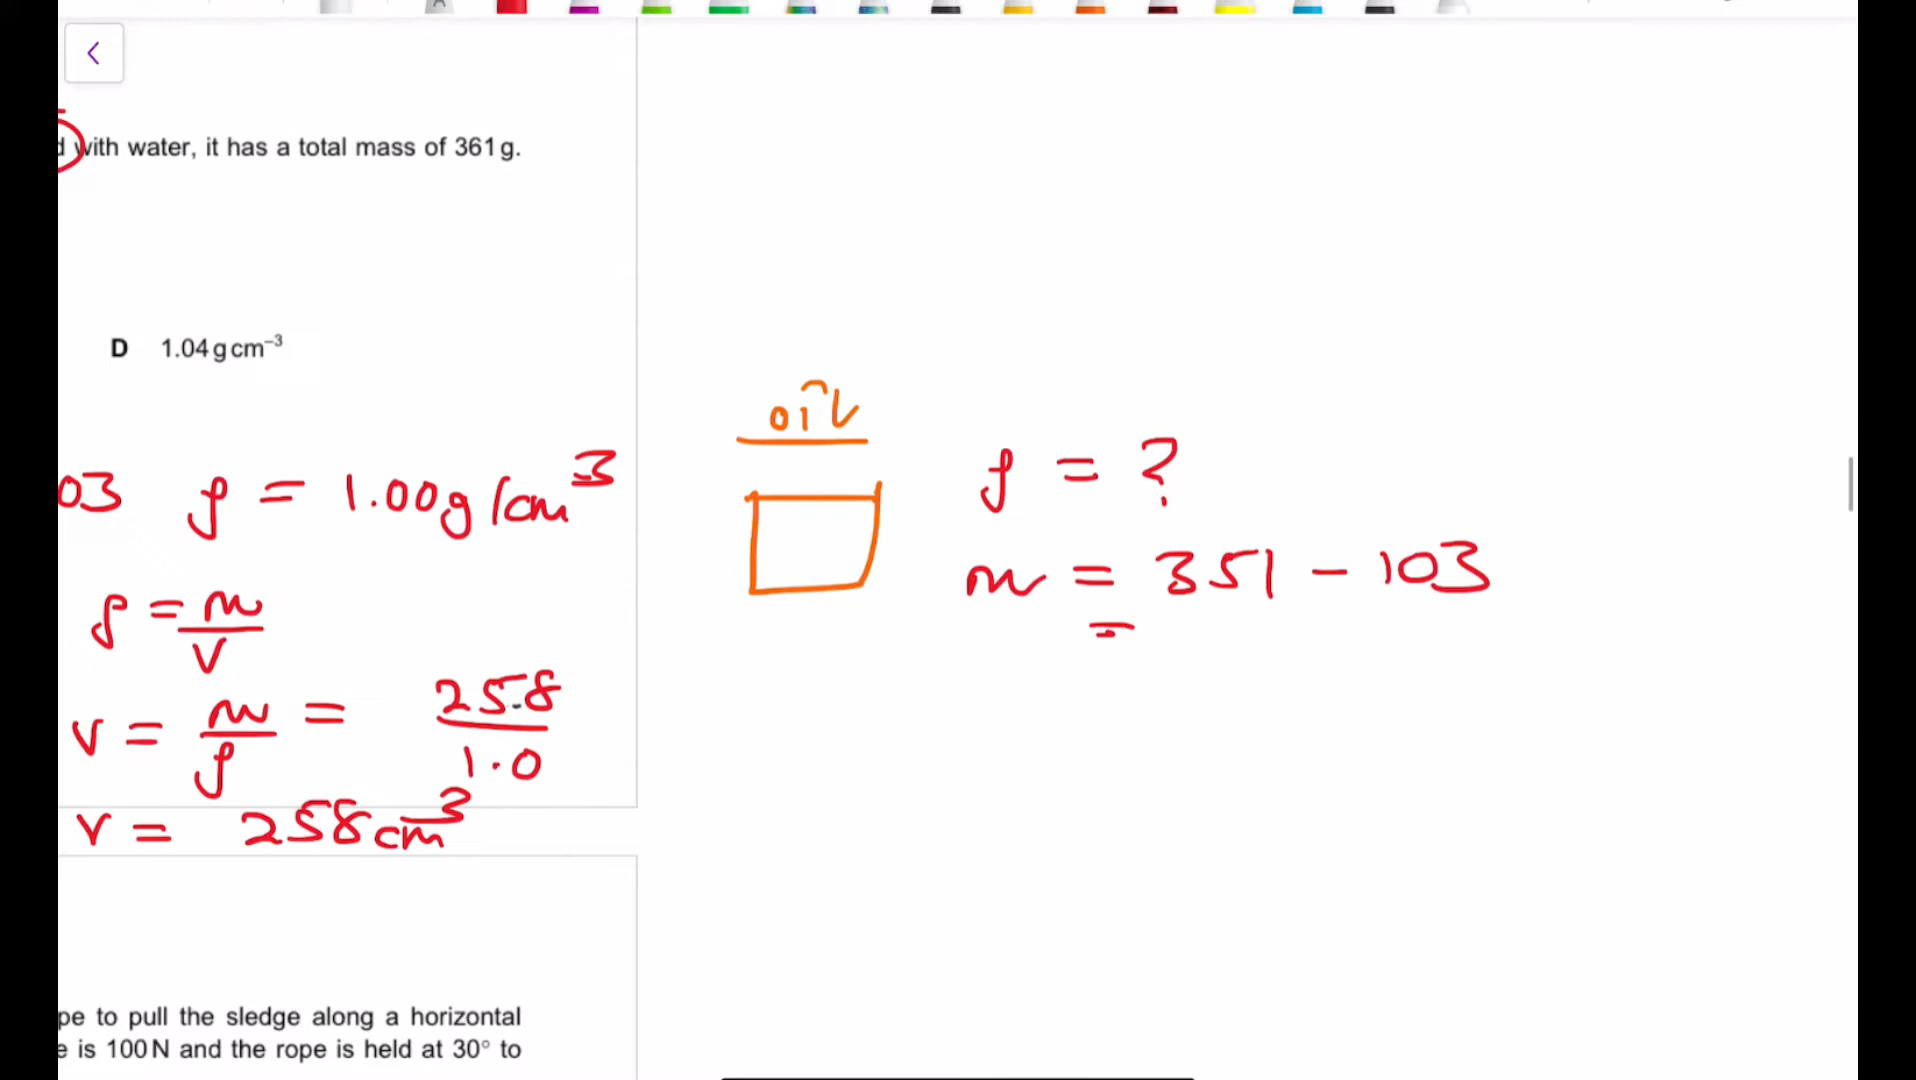 with water, it has a total mass of 361 g.
D 1.04 g cm⁻³
03 ρ = 1.00g/cm³
ρ = m/V
V = m/ρ = 258/1.0
V = 258cm³
oil
ρ = ?
m = 351 - 103
=
pe to pull the sledge along a horizontal
e is 100 N and the rope is held at 30° to